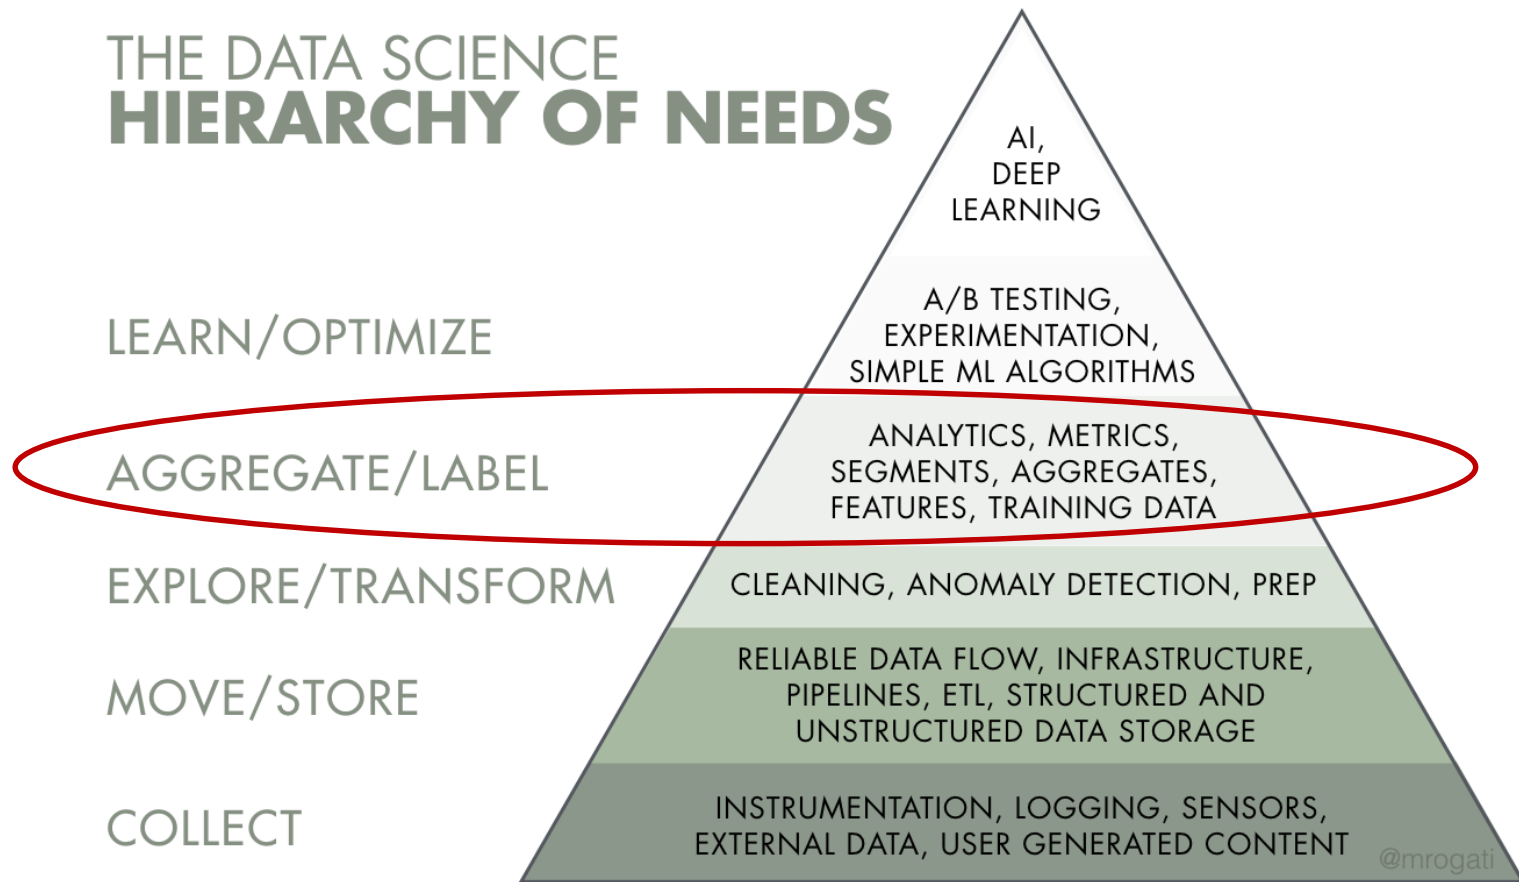 THE DATA SCIENCE
HIERARCHY OF NEEDS
AI,
DEEP
LEARNING
LEARN/OPTIMIZE
A/B TESTING,
EXPERIMENTATION,
SIMPLE ML ALGORITHMS
AGGREGATE/LABEL
ANALYTICS, METRICS,
SEGMENTS, AGGREGATES,
FEATURES, TRAINING DATA
EXPLORE/TRANSFORM
CLEANING, ANOMALY DETECTION, PREP
MOVE/STORE
RELIABLE DATA FLOW, INFRASTRUCTURE,
PIPELINES, ETL, STRUCTURED AND
UNSTRUCTURED DATA STORAGE
COLLECT
INSTRUMENTATION, LOGGING, SENSORS,
EXTERNAL DATA, USER GENERATED CONTENT
@mrogati